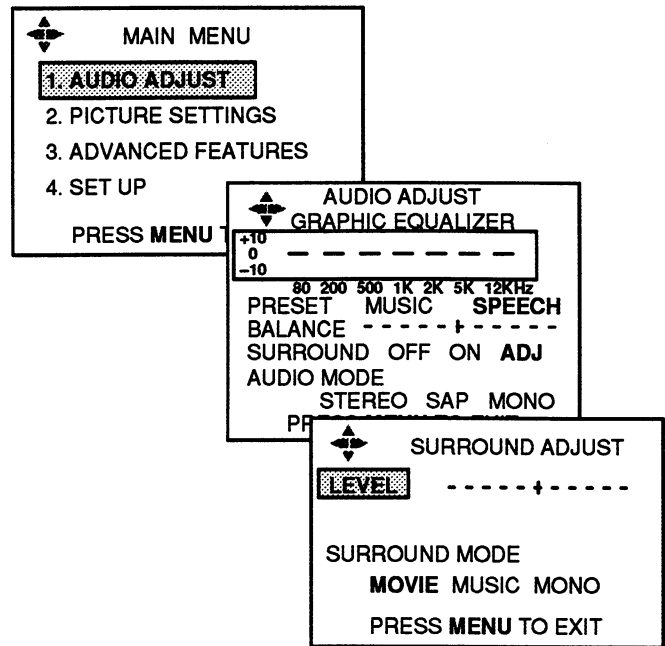 MAIN MENU
1. AUDIO ADJUST
2. PICTURE SETTINGS
3. ADVANCED FEATURES
4. SET UP
PRESS MENU
AUDIO ADJUST
GRAPHIC EQUALIZER
+10
0
−10
80 200 500 1K 2K 5K 12KHz
PRESET MUSIC SPEECH
BALANCE
SURROUND OFF ON ADJ
AUDIO MODE
STEREO SAP MONO
SURROUND ADJUST
LEVEL
SURROUND MODE
MOVIE MUSIC MONO
PRESS MENU TO EXIT